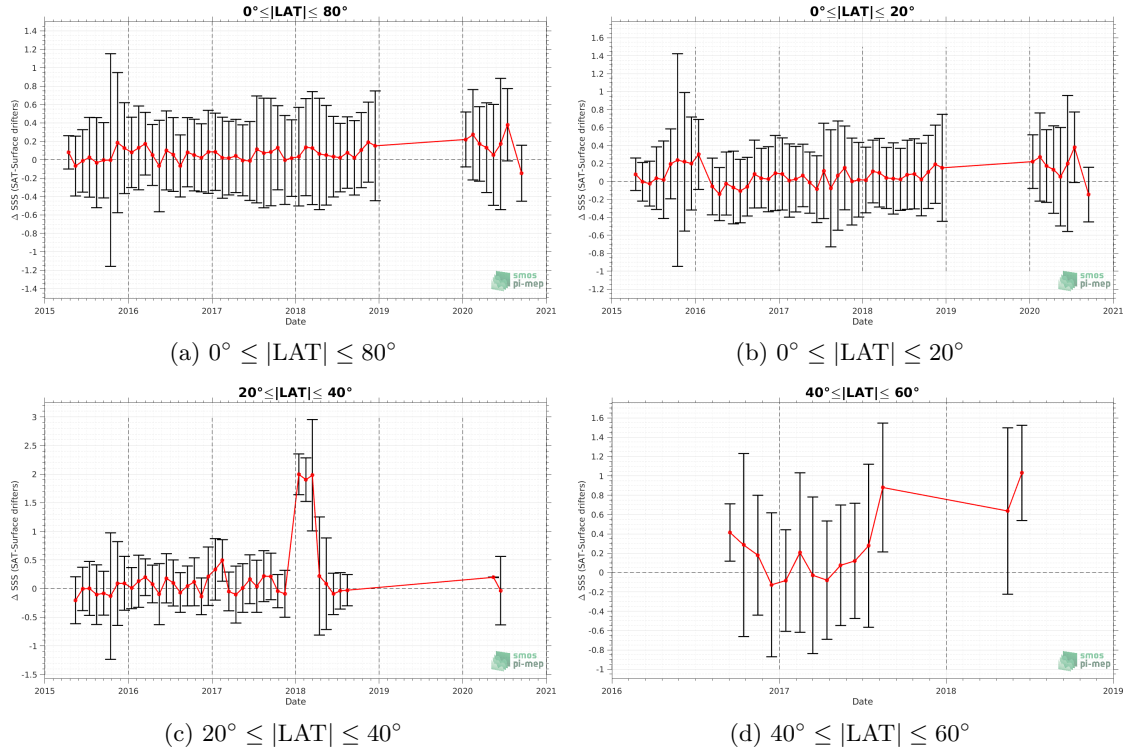 0°≤|LAT|≤ 80°
Δ SSS (SAT-Surface drifters)
1.4
1.2
1
0.8
0.6
0.4
0.2
0
-0.2
-0.4
-0.6
-0.8
-1
-1.2
-1.4
2015 2016 2017 2018 2019 2020 2021
Date
smos
pi-mep
(a) 0° ≤ |LAT| ≤ 80°
0°≤|LAT|≤ 20°
Δ SSS (SAT-Surface drifters)
1.6
1.4
1.2
1
0.8
0.6
0.4
0.2
0
-0.2
-0.4
-0.6
-0.8
-1
-1.2
2015 2016 2017 2018 2019 2020 2021
Date
smos
pi-mep
(b) 0° ≤ |LAT| ≤ 20°
20°≤|LAT|≤ 40°
Δ SSS (SAT-Surface drifters)
3
2.5
2
1.5
1
0.5
0
-0.5
-1
-1.5
2015 2016 2017 2018 2019 2020 2021
Date
smos
pi-mep
(c) 20° ≤ |LAT| ≤ 40°
40°≤|LAT|≤ 60°
Δ SSS (SAT-Surface drifters)
1.6
1.4
1.2
1
0.8
0.6
0.4
0.2
0
-0.2
-0.4
-0.6
-0.8
-1
2016 2017 2018 2019
Date
smos
pi-mep
(d) 40° ≤ |LAT| ≤ 60°